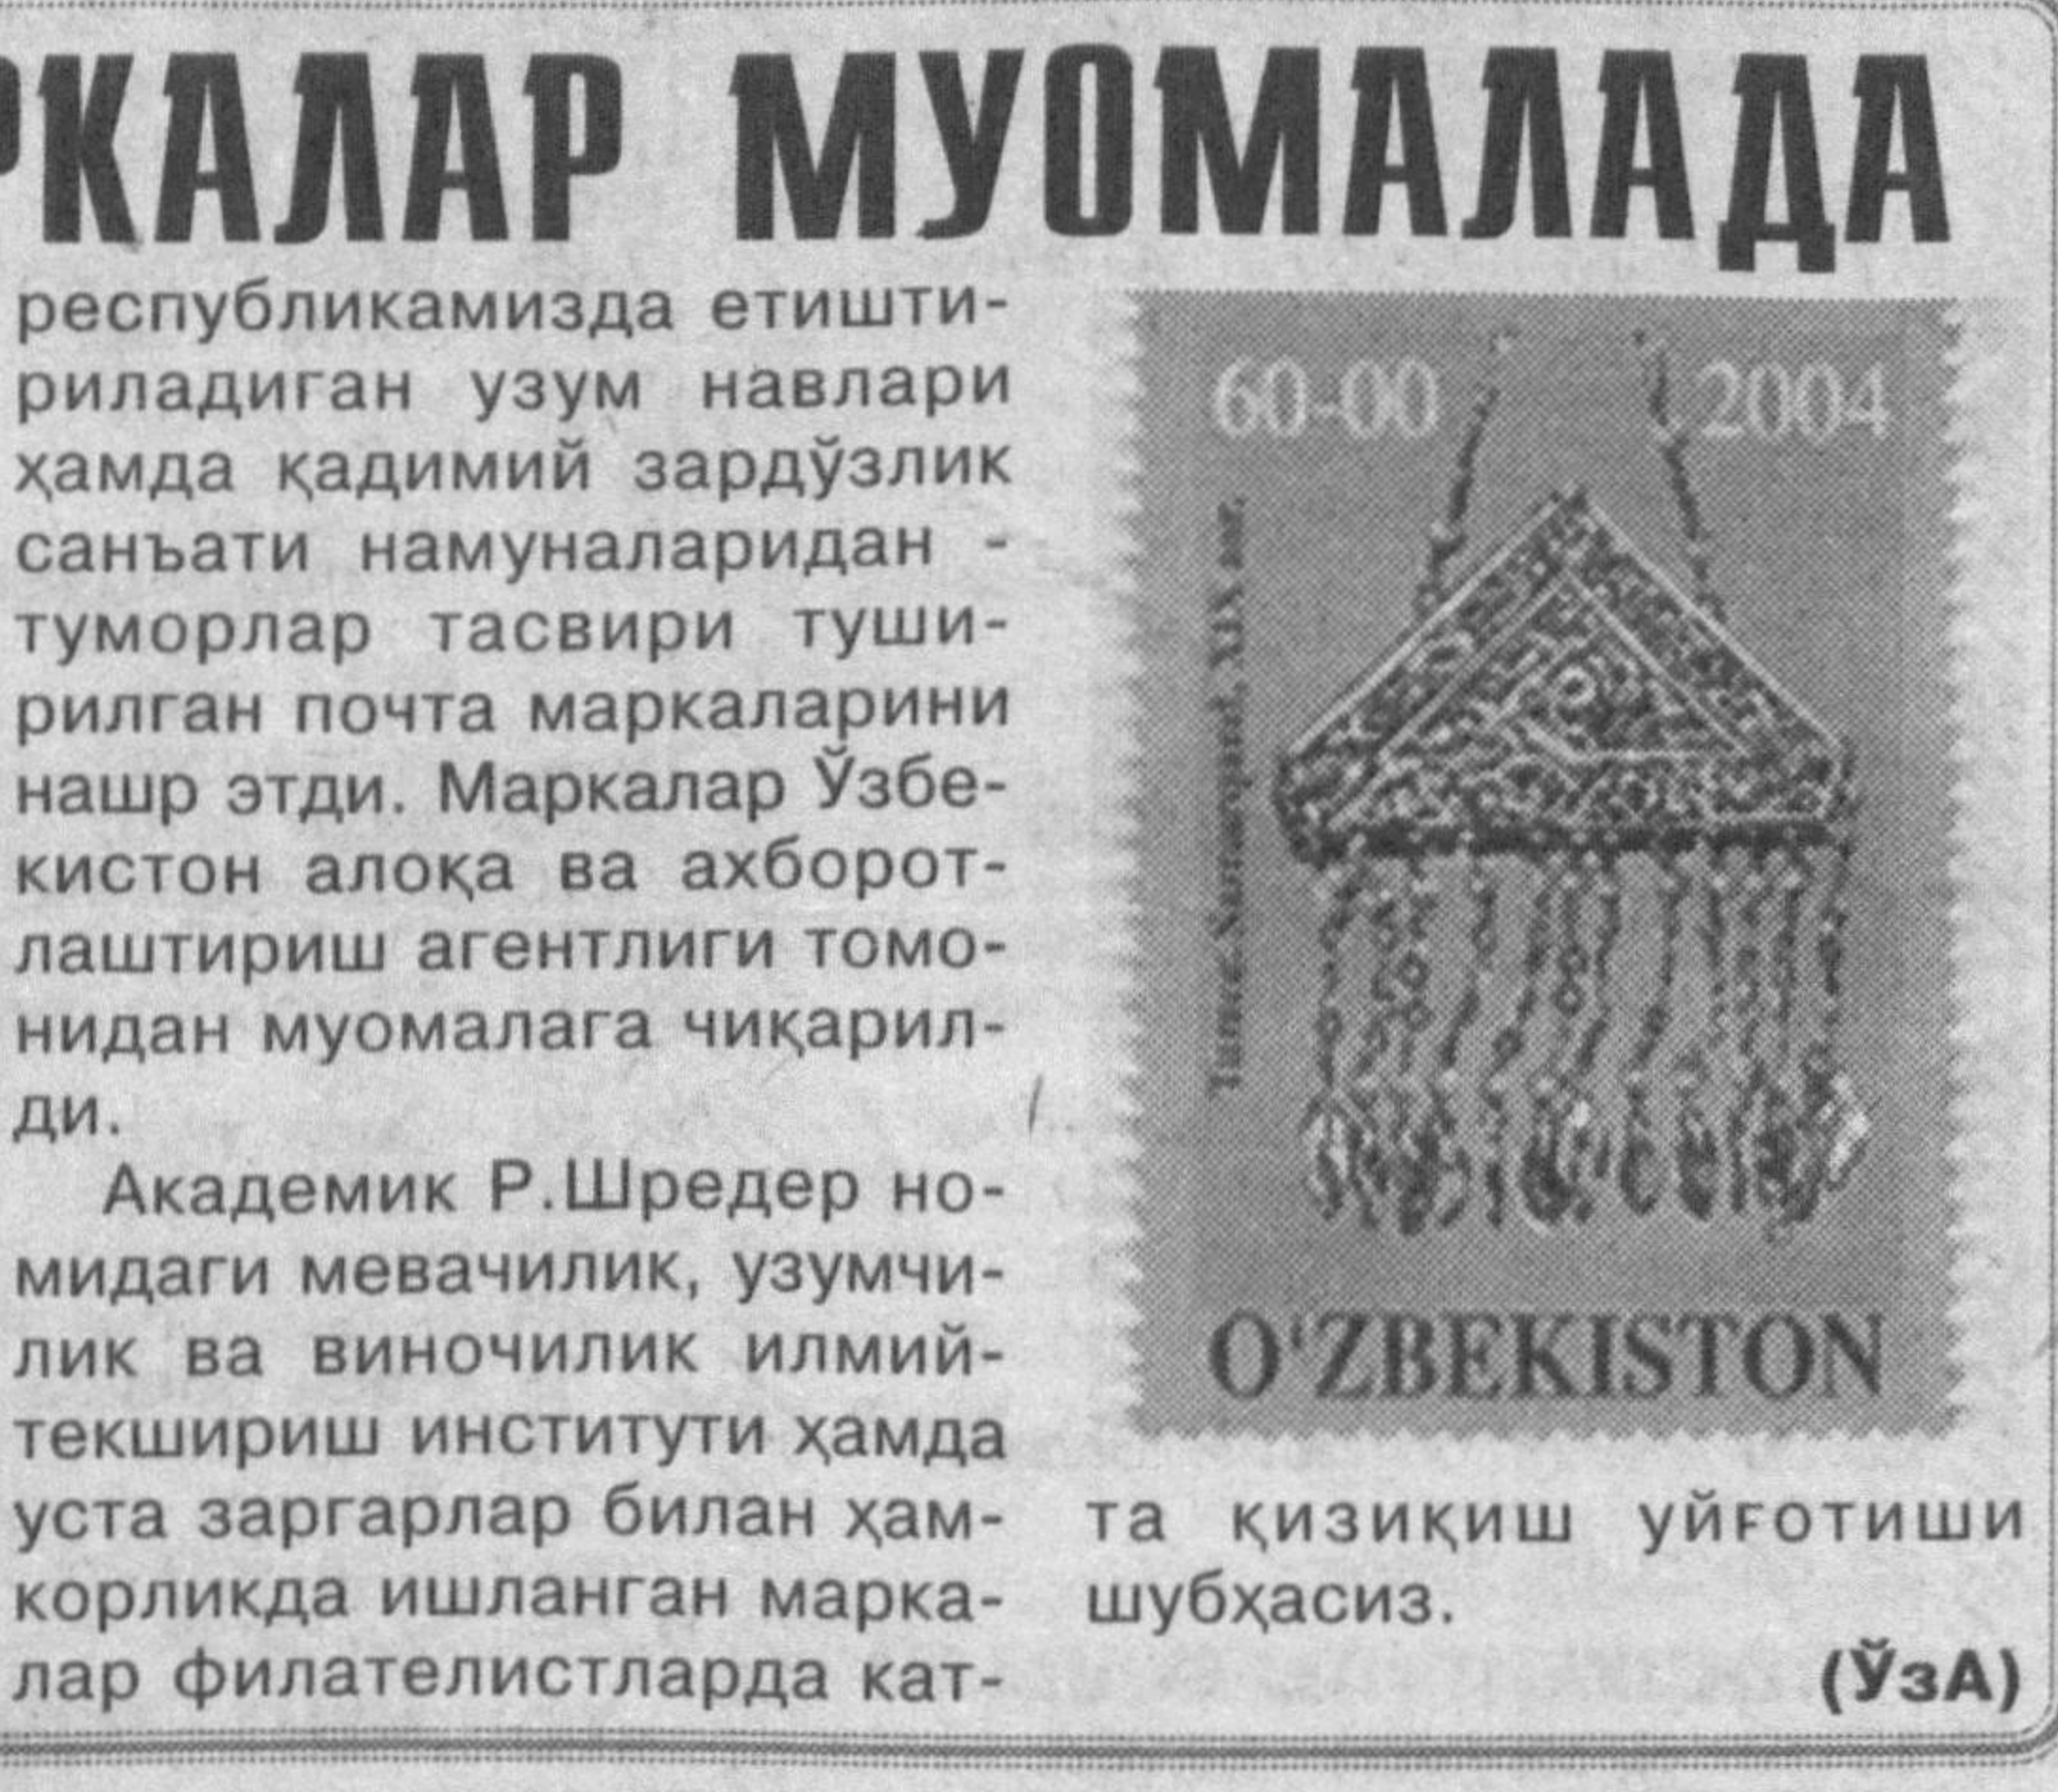 РКАЛАР МУОМАЛАДА
республикамизда етишти-
риладиган узум навлари
ҳамда қадимий зардўзлик
санъати намуналаридан -
туморлар тасвири туши-
рилган почта маркаларини
нашр этди. Маркалар Ўзбе-
кистон алоқа ва ахборот-
лаштириш агентлиги томо-
нидан муомалага чиқарил-
ди.
Академик Р.Шредер но-
мидаги мевачилик, узумчи-
лик ва виночилик илмий-
текшириш институти ҳамда
уста заргарлар билан ҳам-
корликда ишланган марка-
лар филателистларда кат-
60-00 2004
XIX asr.
O'ZBEKISTON
та қизиқиш уйғотиши
шубҳасиз.
(ЎзА)